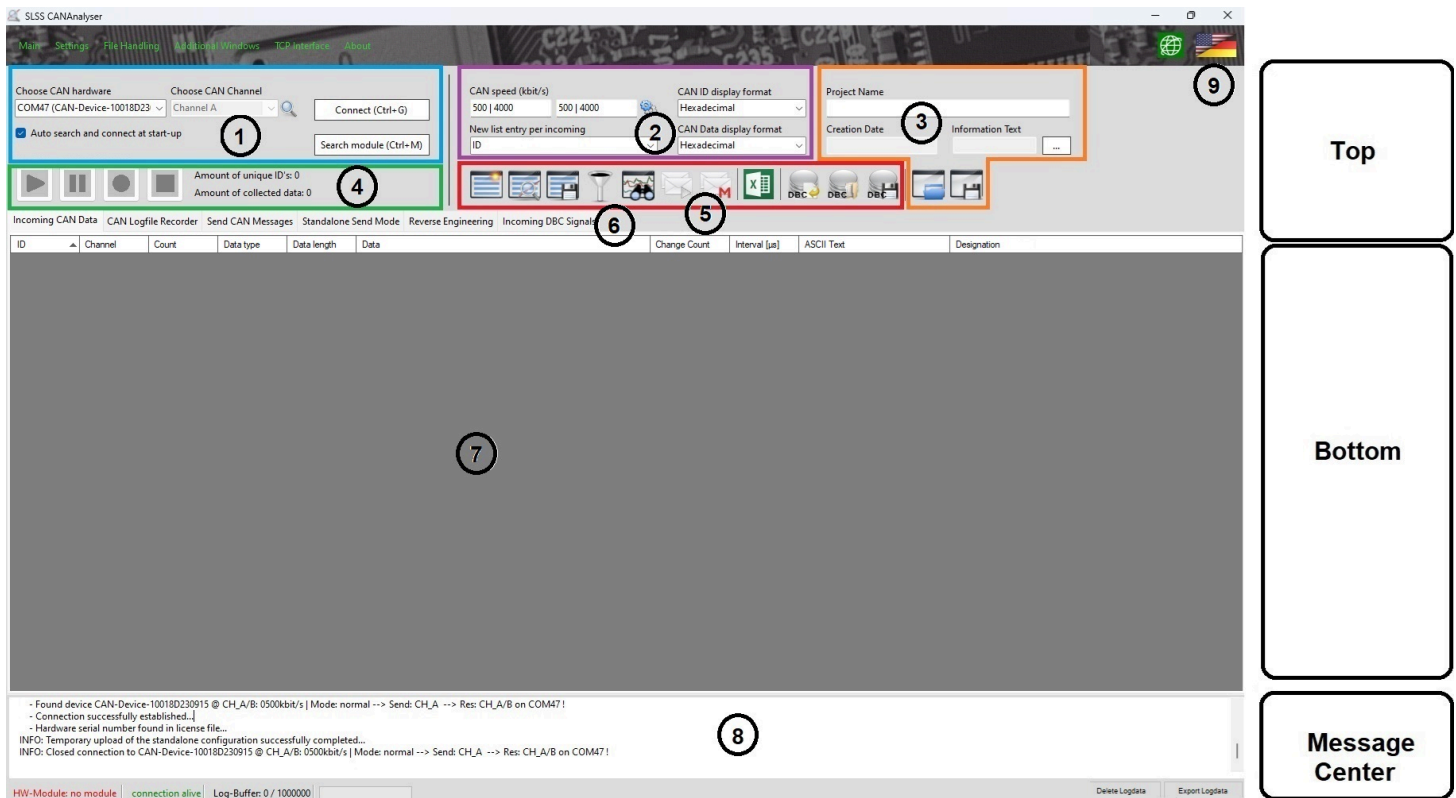 SLSS CANAnalyser
Main Settings File Handling Additional Windows TCP Interface About
9
Choose CAN hardware Choose CAN Channel
COM47 (CAN-Device-10018D23 Channel A
Connect (Ctrl+G)
Auto search and connect at start-up
1
Search module (Ctrl+M)
CAN speed (kbit/s) CAN ID display format
500 | 4000 500 | 4000 Hexadecimal
New list entry per incoming CAN Data display format
ID 2 Hexadecimal
Project Name
Creation Date 3 Information Text
...
Amount of unique ID's: 0
Amount of collected data: 0
4
M DBC DBC DBC
5
Incoming CAN Data CAN Logfile Recorder Send CAN Messages Standalone Send Mode Reverse Engineering Incoming DBC Signals
6
ID Channel Count Data type Data length Data Change Count Interval [µs] ASCII Text Designation
7
- Found device CAN-Device-10018D230915 @ CH_A/B: 0500kbit/s | Mode: normal --> Send: CH_A --> Res: CH_A/B on COM47 !
- Connection successfully established...
- Hardware serial number found in license file...
INFO: Temporary upload of the standalone configuration successfully completed...
INFO: Closed connection to CAN-Device-10018D230915 @ CH_A/B: 0500kbit/s | Mode: normal --> Send: CH_A --> Res: CH_A/B on COM47 !
8
HW-Module: no module connection alive Log-Buffer: 0 / 1000000 Delete Logdata Export Logdata
Top
Bottom
Message
Center